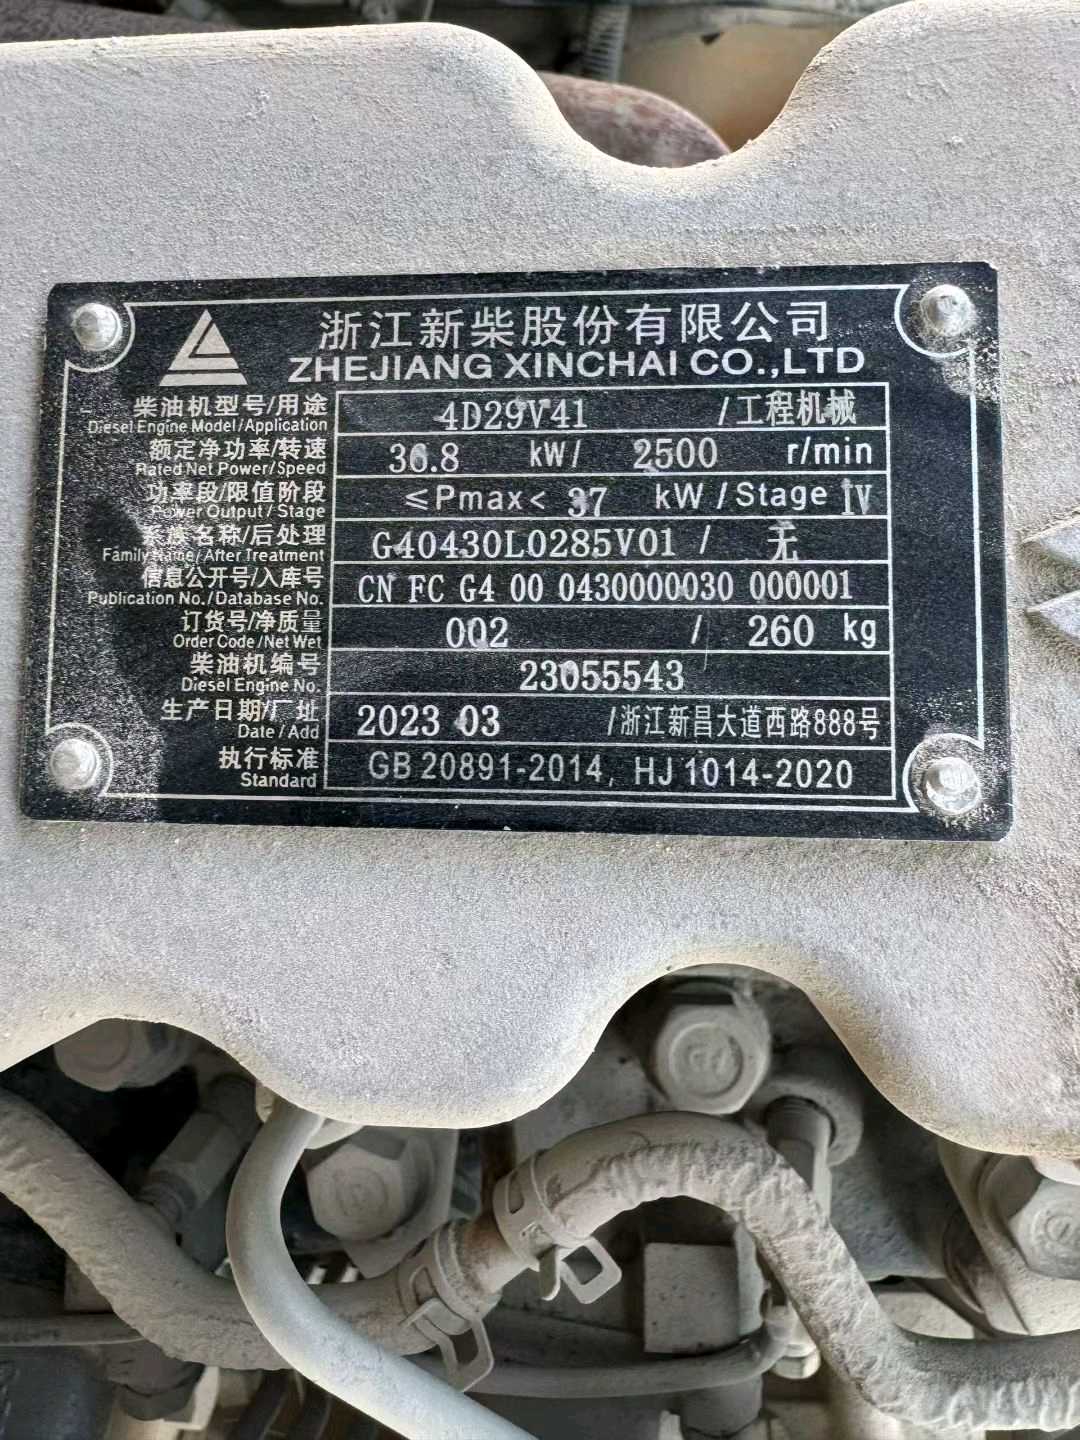 浙江新柴股份有限公司
ZHEJIANG XINCHAI CO.,LTD
柴油机型号/用途 4D29V41 /工程机械
Diesel Engine Model/Application
额定净功率/转速 36.8 kW/ 2500 r/min
Rated Net Power/Speed
功率段/限值阶段 ≤Pmax< 37 kW/Stage IV
Power Output/Stage
系族名称/后处理 G40430L0285V01 / 无
Family Name/After Treatment
信息公开号/入库号 CN FC G4 00 0430000030 000001
Publication No./Database No.
订货号/净质量 002 / 260 kg
Order Code/Net Wet
柴油机编号 23055543
Diesel Engine No.
生产日期/厂址 2023 03 /浙江新昌大道西路888号
Date/Add
执行标准 GB 20891-2014, HJ 1014-2020
Standard